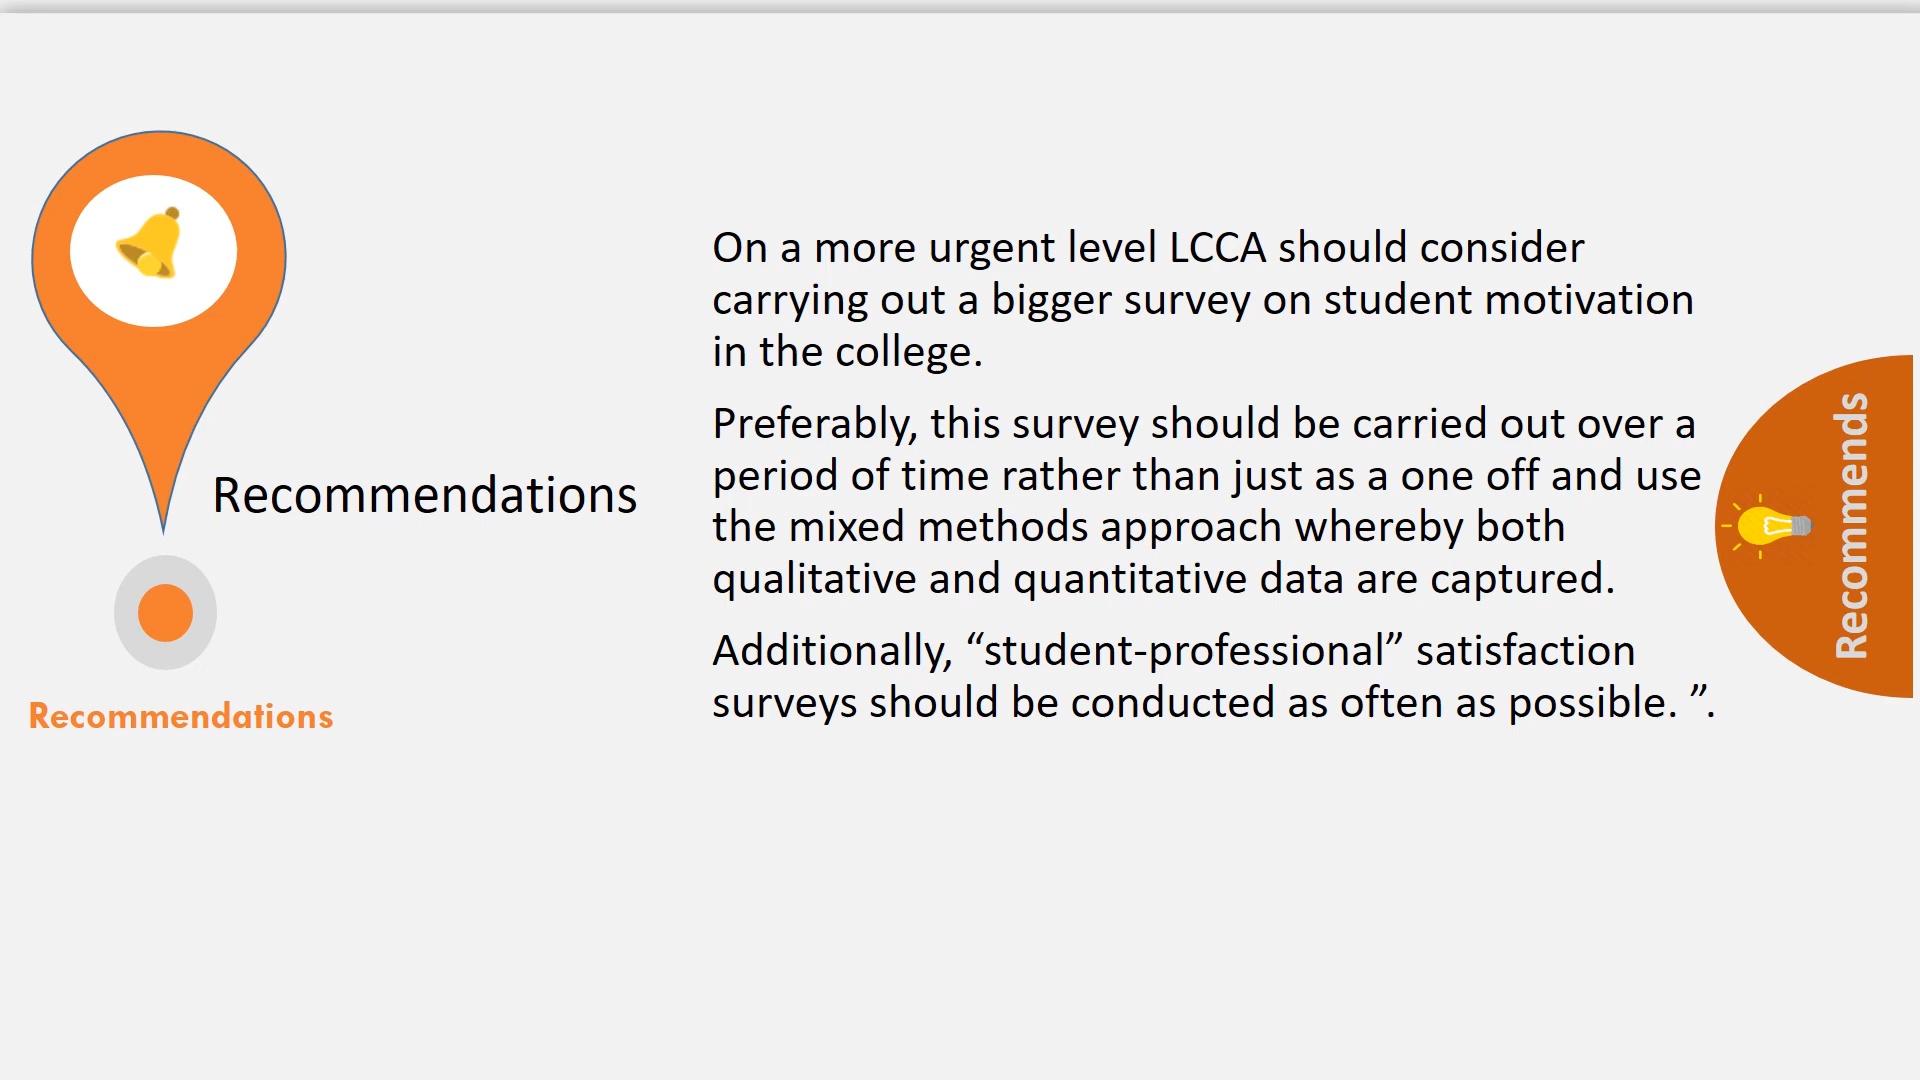 Recommendations
Recommendations
On a more urgent level LCCA should consider
carrying out a bigger survey on student motivation
in the college.
Preferably, this survey should be carried out over a
period of time rather than just as a one off and use
the mixed methods approach whereby both
qualitative and quantitative data are captured.
Additionally, “student-professional” satisfaction
surveys should be conducted as often as possible. ”.
Recommends